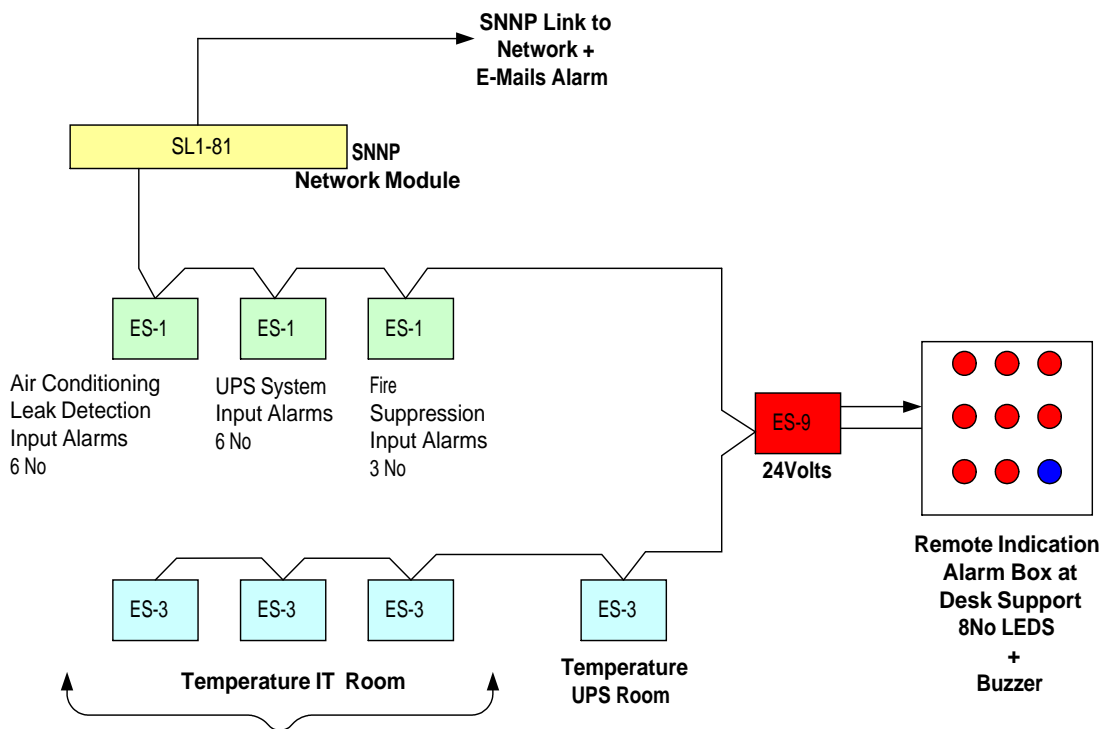 SNNP Link to
Network +
E-Mails Alarm
SL1-81
SNNP
Network Module
ES-1
ES-1
ES-1
Air Conditioning
Leak Detection
Input Alarms
6 No
UPS System
Input Alarms
6 No
Fire
Suppression
Input Alarms
3 No
ES-9
24Volts
Remote Indication
Alarm Box at
Desk Support
8No LEDS
+
Buzzer
ES-3
ES-3
ES-3
ES-3
Temperature IT Room
Temperature
UPS Room